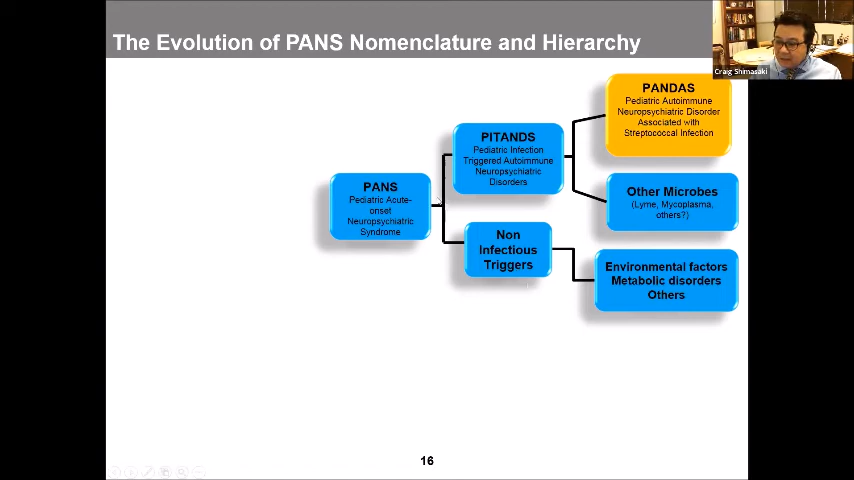 The Evolution of PANS Nomenclature and Hierarchy
Craig Shimasaki
PANDAS
Pediatric Autoimmune
Neuropsychiatric Disorder
Associated with
Streptococcal Infection
PITANDS
Pediatric Infection
Triggered Autoimmune
Neuropsychiatric
Disorders
PANS
Pediatric Acute-
onset
Neuropsychiatric
Syndrome
Other Microbes
(Lyme, Mycoplasma,
others?)
Non
Infectious
Triggers
Environmental factors
Metabolic disorders
Others
16